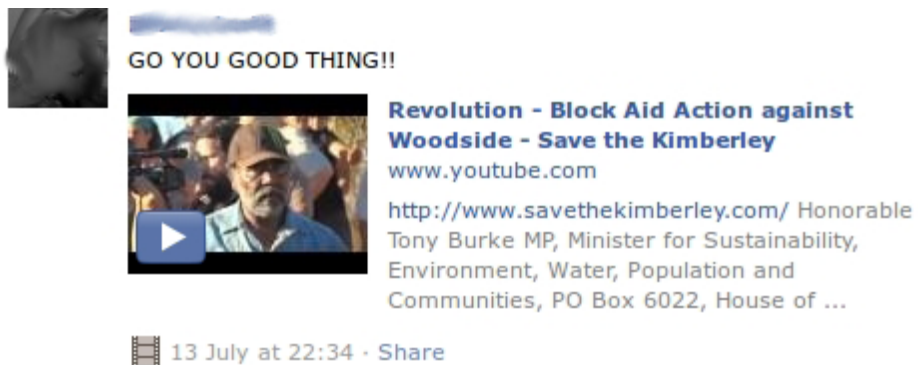 GO YOU GOOD THING!!
Revolution - Block Aid Action against
Woodside - Save the Kimberley
www.youtube.com
http://www.savethekimberley.com/ Honorable
Tony Burke MP, Minister for Sustainability,
Environment, Water, Population and
Communities, PO Box 6022, House of ...
13 July at 22:34 · Share